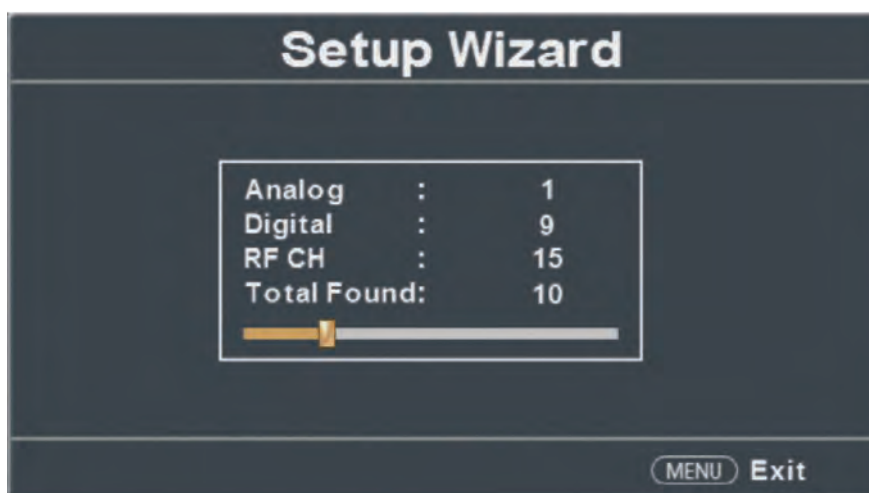 Setup Wizard
Analog : 1
Digital : 9
RF CH : 15
Total Found: 10
MENU Exit